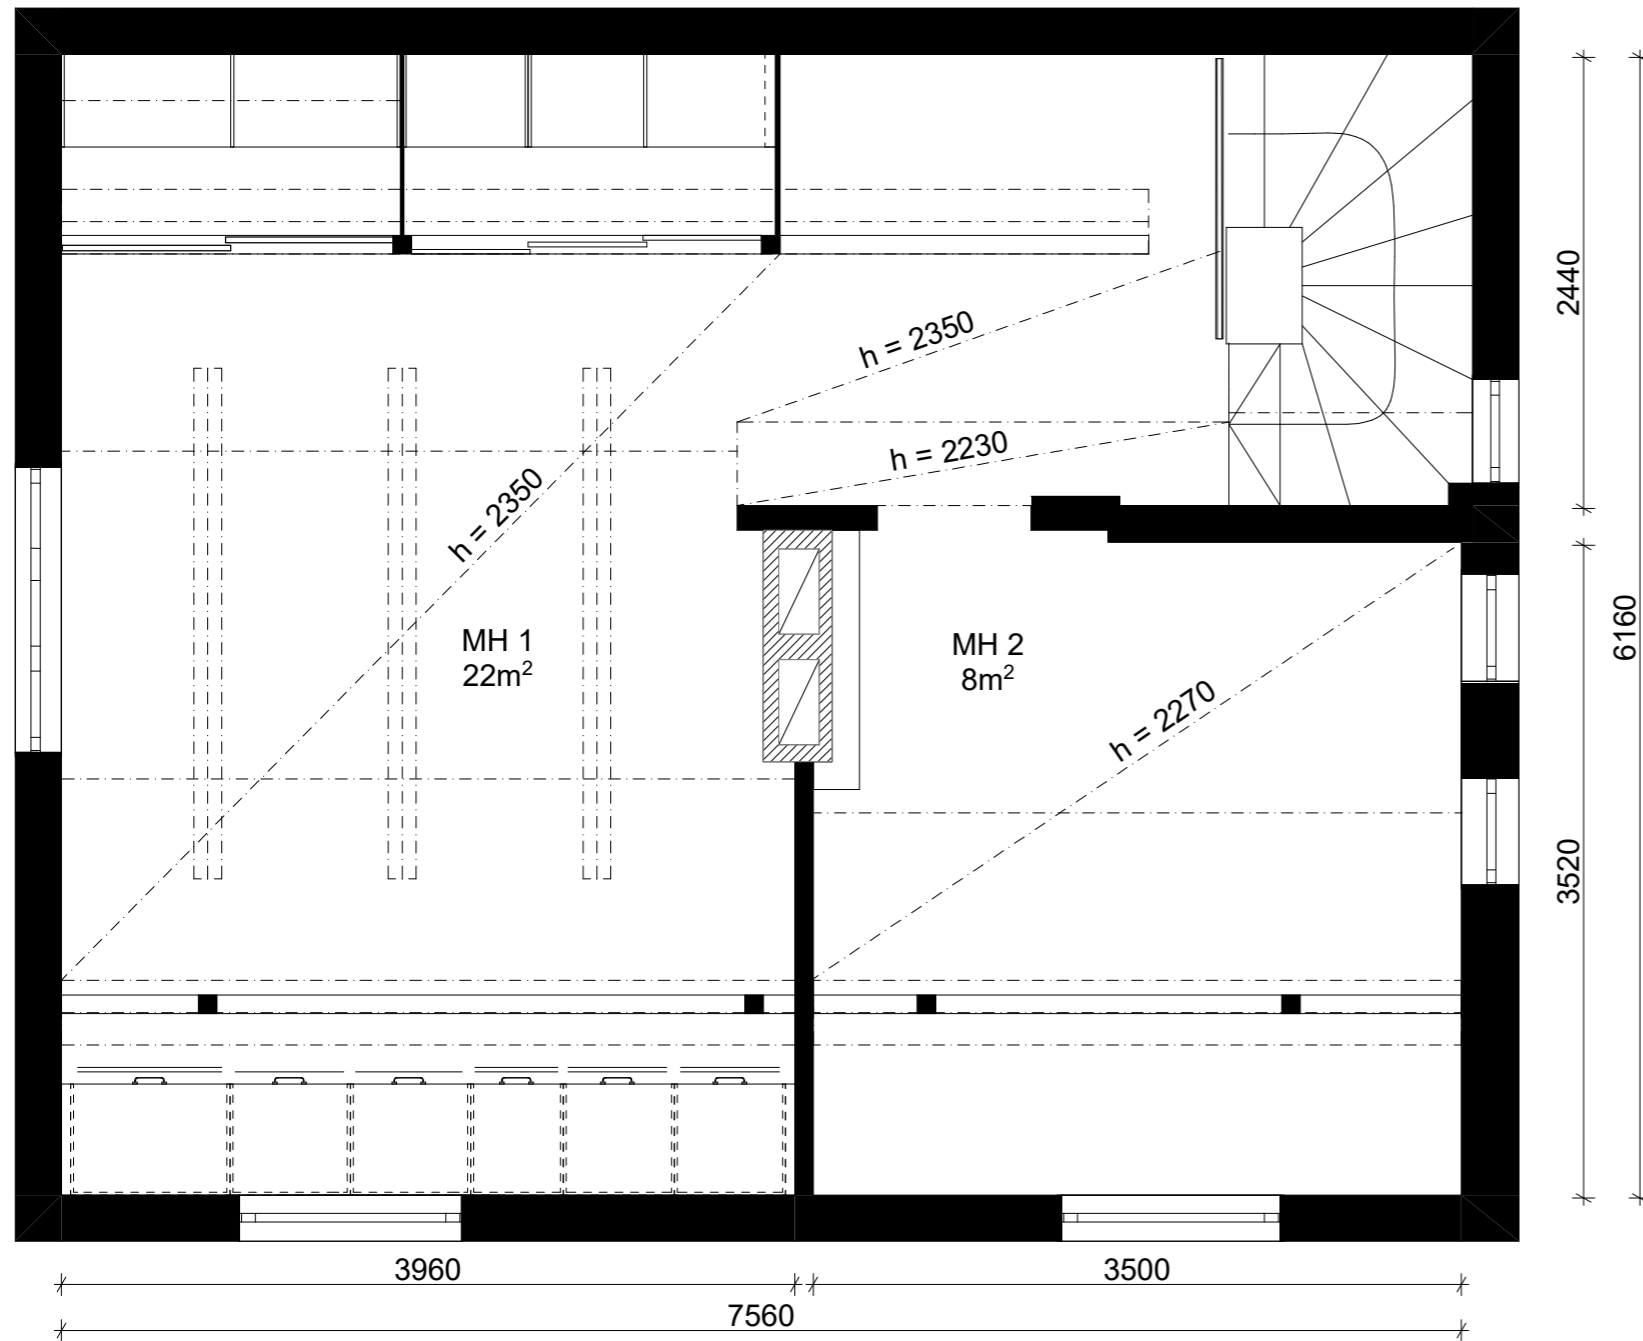 2440
h = 2350
h = 2230
h = 2350
MH 1
22m²
MH 2
8m²
6160
h = 2270
3520
3960
3500
7560